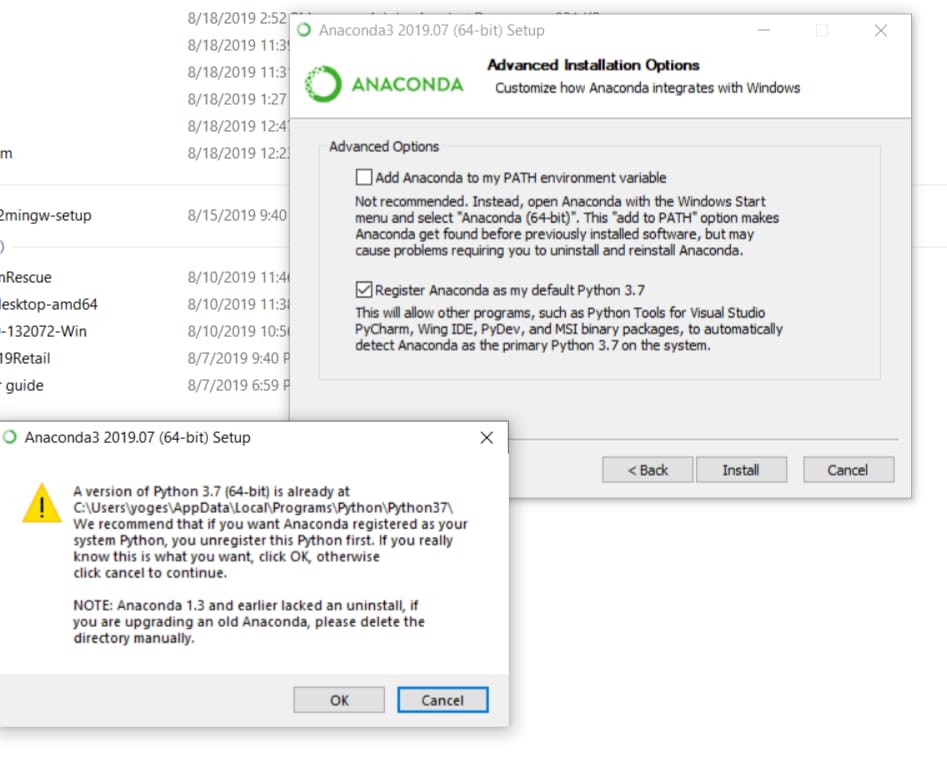 8/18/2019 2:52
8/18/2019 11:3
8/18/2019 11:3
8/18/2019 1:27
8/18/2019 12:4
m 8/18/2019 12:2
2mingw-setup 8/15/2019 9:40
)
mRescue 8/10/2019 11:4
desktop-amd64 8/10/2019 11:3
-132072-Win 8/10/2019 10:5
19Retail 8/7/2019 9:40 P
r guide 8/7/2019 6:59 P
Anaconda3 2019.07 (64-bit) Setup
ANACONDA
Advanced Installation Options
Customize how Anaconda integrates with Windows
Advanced Options
Add Anaconda to my PATH environment variable
Not recommended. Instead, open Anaconda with the Windows Start
menu and select "Anaconda (64-bit)". This "add to PATH" option makes
Anaconda get found before previously installed software, but may
cause problems requiring you to uninstall and reinstall Anaconda.
Register Anaconda as my default Python 3.7
This will allow other programs, such as Python Tools for Visual Studio
PyCharm, Wing IDE, PyDev, and MSI binary packages, to automatically
detect Anaconda as the primary Python 3.7 on the system.
< Back Install Cancel
Anaconda3 2019.07 (64-bit) Setup
A version of Python 3.7 (64-bit) is already at
C:\Users\yoges\AppData\Local\Programs\Python\Python37\
We recommend that if you want Anaconda registered as your
system Python, you unregister this Python first. If you really
know this is what you want, click OK, otherwise
click cancel to continue.
NOTE: Anaconda 1.3 and earlier lacked an uninstall, if
you are upgrading an old Anaconda, please delete the
directory manually.
OK Cancel